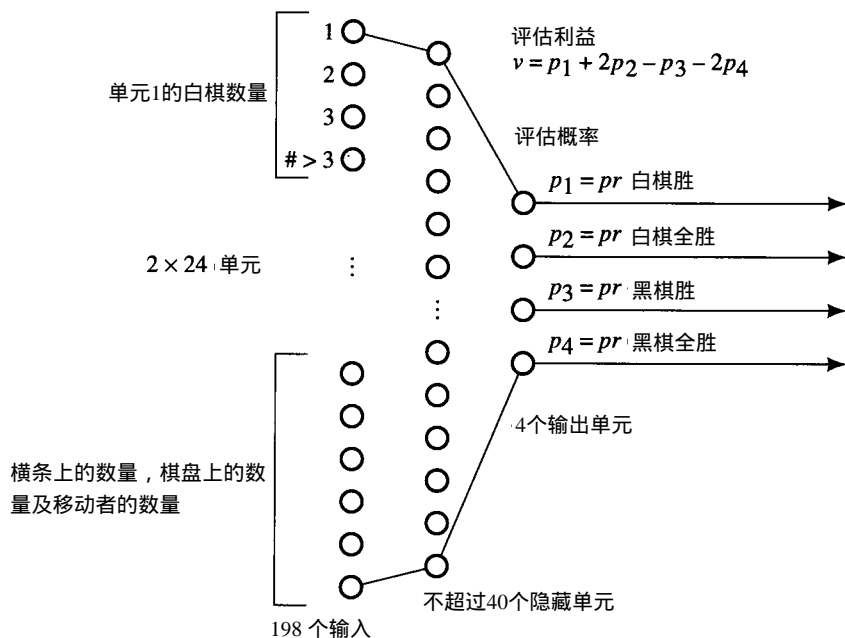 1
2
3
# > 3
单元1的白棋数量
评估利益
v = p1 + 2p2 − p3 − 2p4
评估概率
p1 = pr 白棋胜
p2 = pr 白棋全胜
p3 = pr 黑棋胜
p4 = pr 黑棋全胜
2 × 24 单元
⋮
⋮
4个输出单元
横条上的数量，棋盘上的数
量及移动者的数量
不超过40个隐藏单元
198 个输入